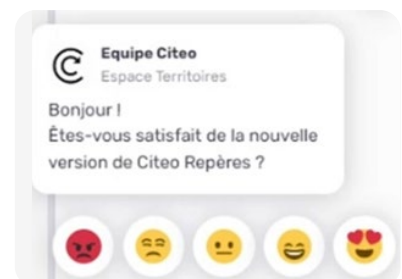 Equipe Citeo
Espace Territoires
Bonjour !
Êtes-vous satisfait de la nouvelle
version de Citeo Repères ?